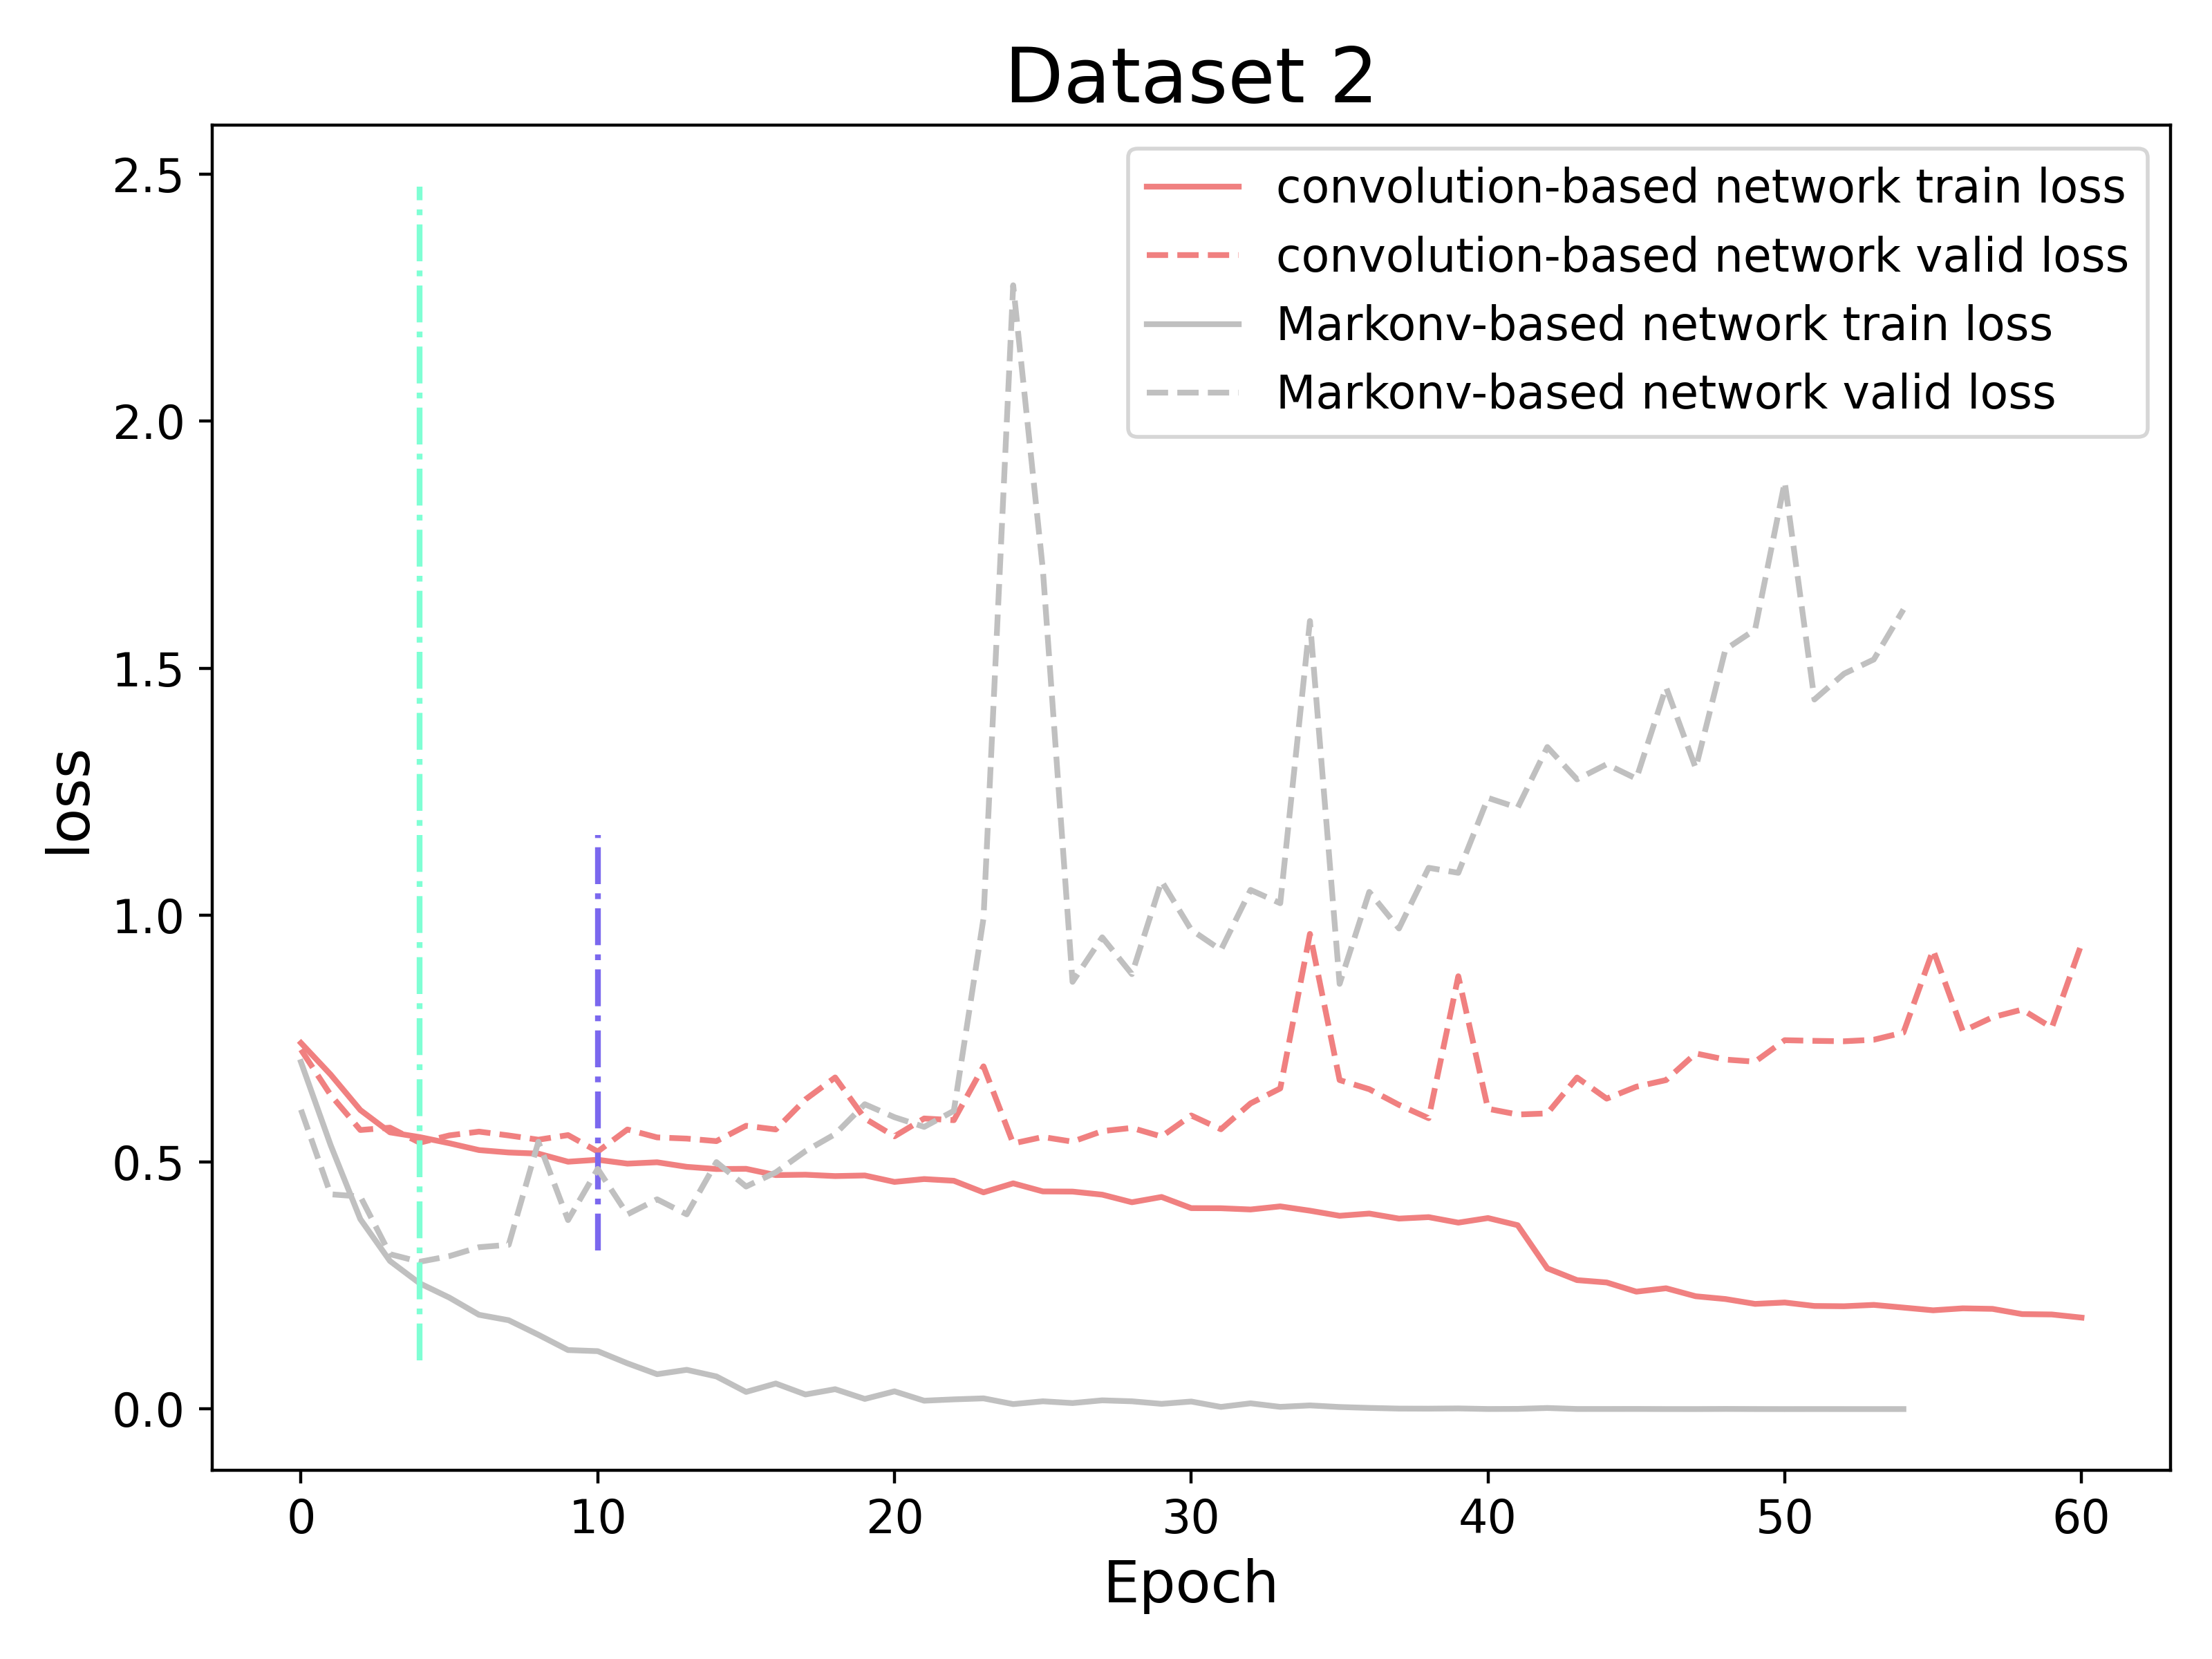 Dataset 2
convolution-based network train loss
convolution-based network valid loss
Markonv-based network train loss
Markonv-based network valid loss
2.5
2.0
1.5
1.0
0.5
0.0
loss
0 10 20 30 40 50 60
Epoch